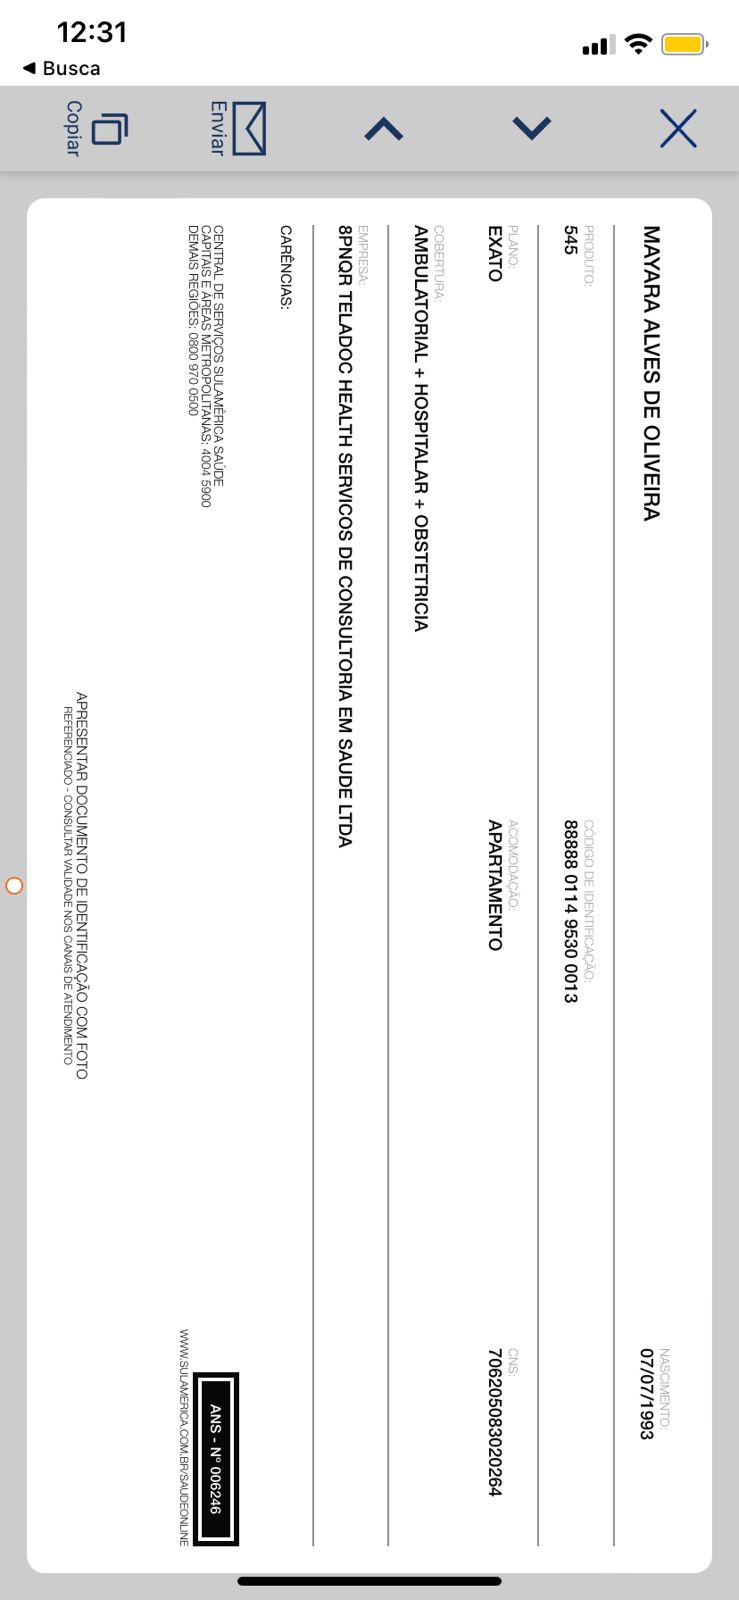 12:31
◀ Busca
Copiar
Enviar
MAYARA ALVES DE OLIVEIRA
NASCIMENTO:
07/07/1993
PRODUTO:
545
CÓDIGO DE IDENTIFICAÇÃO:
88888 0114 9530 0013
PLANO:
EXATO
ACOMODAÇÃO:
APARTAMENTO
CNS:
706205083020264
COBERTURA:
AMBULATORIAL + HOSPITALAR + OBSTETRICIA
EMPRESA:
8PNQR TELADOC HEALTH SERVICOS DE CONSULTORIA EM SAUDE LTDA
CARÊNCIAS:
CENTRAL DE SERVIÇOS SULAMÉRICA SAÚDE
CAPITAIS E ÁREAS METROPOLITANAS: 4004 5900
DEMAIS REGIÕES: 0800 970 0500
ANS - Nº 006246
WWW.SULAMERICA.COM.BR/SAUDEONLINE
APRESENTAR DOCUMENTO DE IDENTIFICAÇÃO COM FOTO
REFERENCIADO - CONSULTAR VALIDADE NOS CANAIS DE ATENDIMENTO